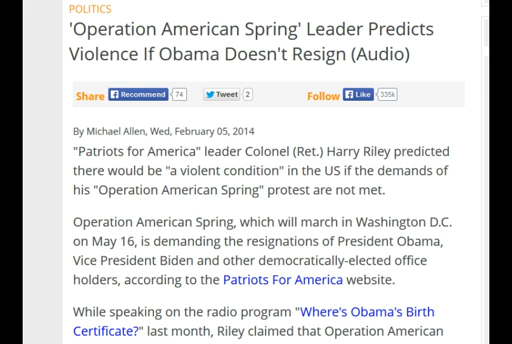 POLITICS
'Operation American Spring' Leader Predicts
Violence If Obama Doesn't Resign (Audio)
Share Recommend 74 Tweet 2 Follow Like 335k
By Michael Allen, Wed, February 05, 2014
"Patriots for America" leader Colonel (Ret.) Harry Riley predicted
there would be "a violent condition" in the US if the demands of
his "Operation American Spring" protest are not met.
Operation American Spring, which will march in Washington D.C.
on May 16, is demanding the resignations of President Obama,
Vice President Biden and other democratically-elected office
holders, according to the Patriots For America website.
While speaking on the radio program "Where's Obama's Birth
Certificate?" last month, Riley claimed that Operation American